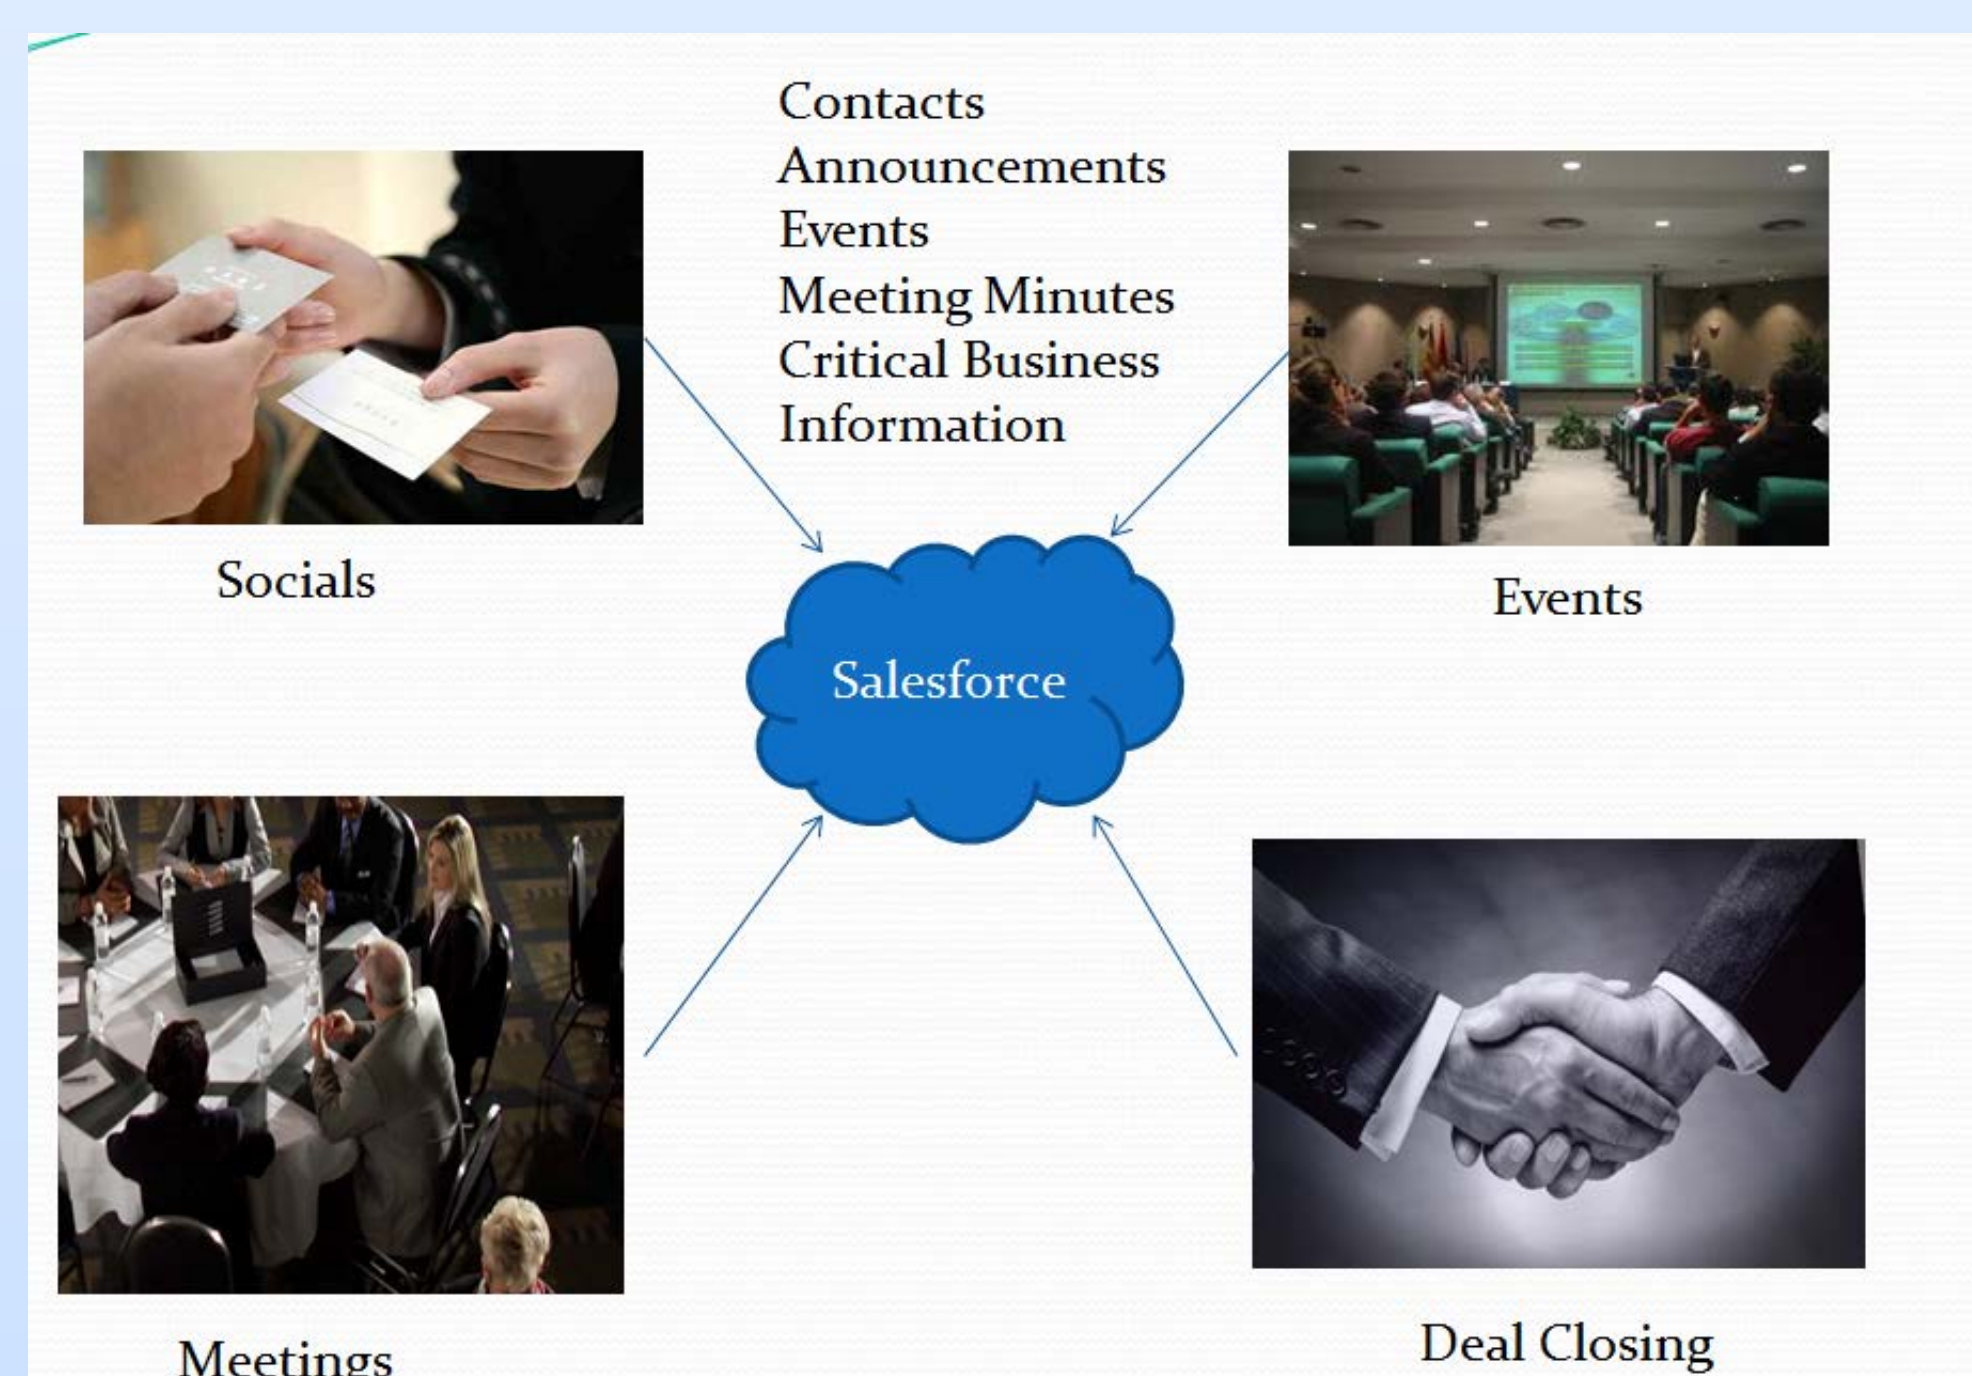 Contacts
Announcements
Events
Meeting Minutes
Critical Business
Information
Socials
Events
Salesforce
Meetings
Deal Closing